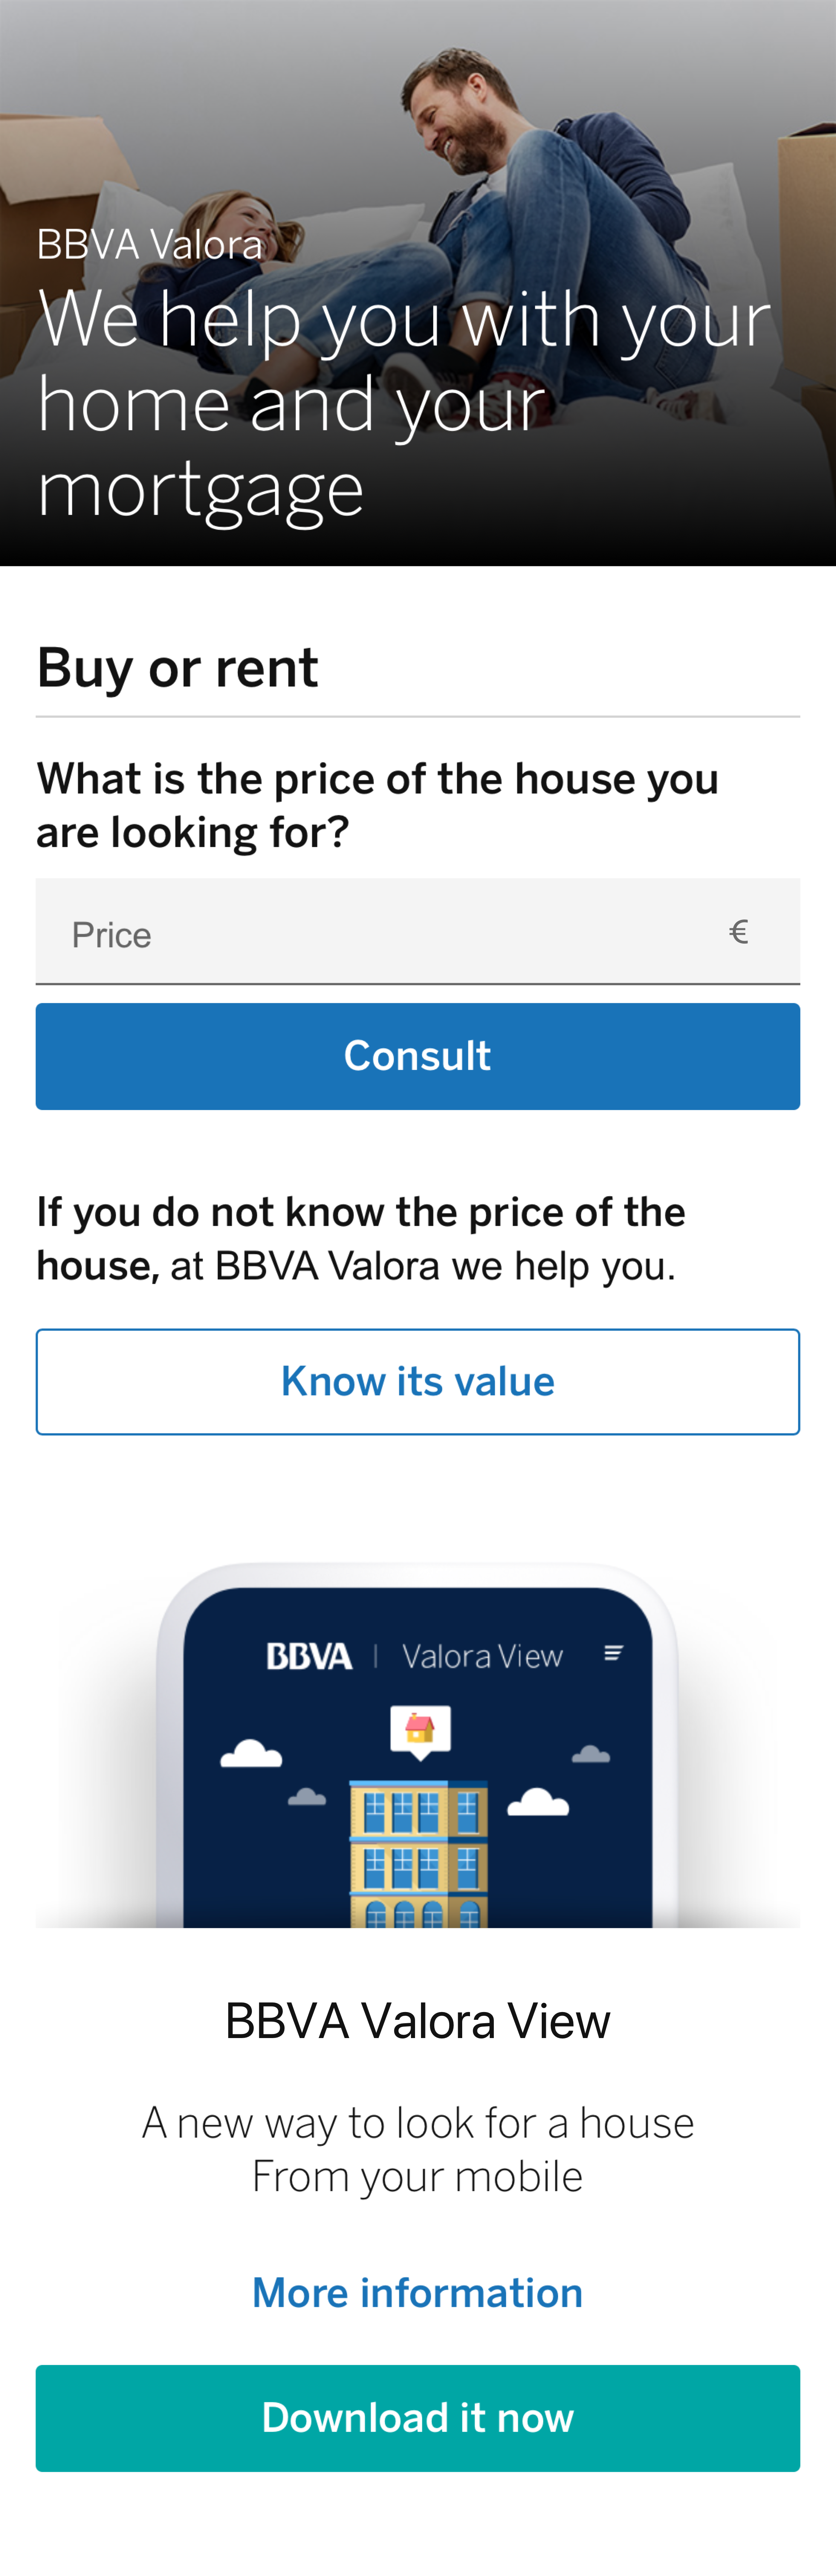 BBVA Valora
We help you with your
home and your
mortgage
Buy or rent
What is the price of the house you
are looking for?
Price €
Consult
If you do not know the price of the
house, at BBVA Valora we help you.
Know its value
BBVA | Valora View
BBVA Valora View
A new way to look for a house
From your mobile
More information
Download it now